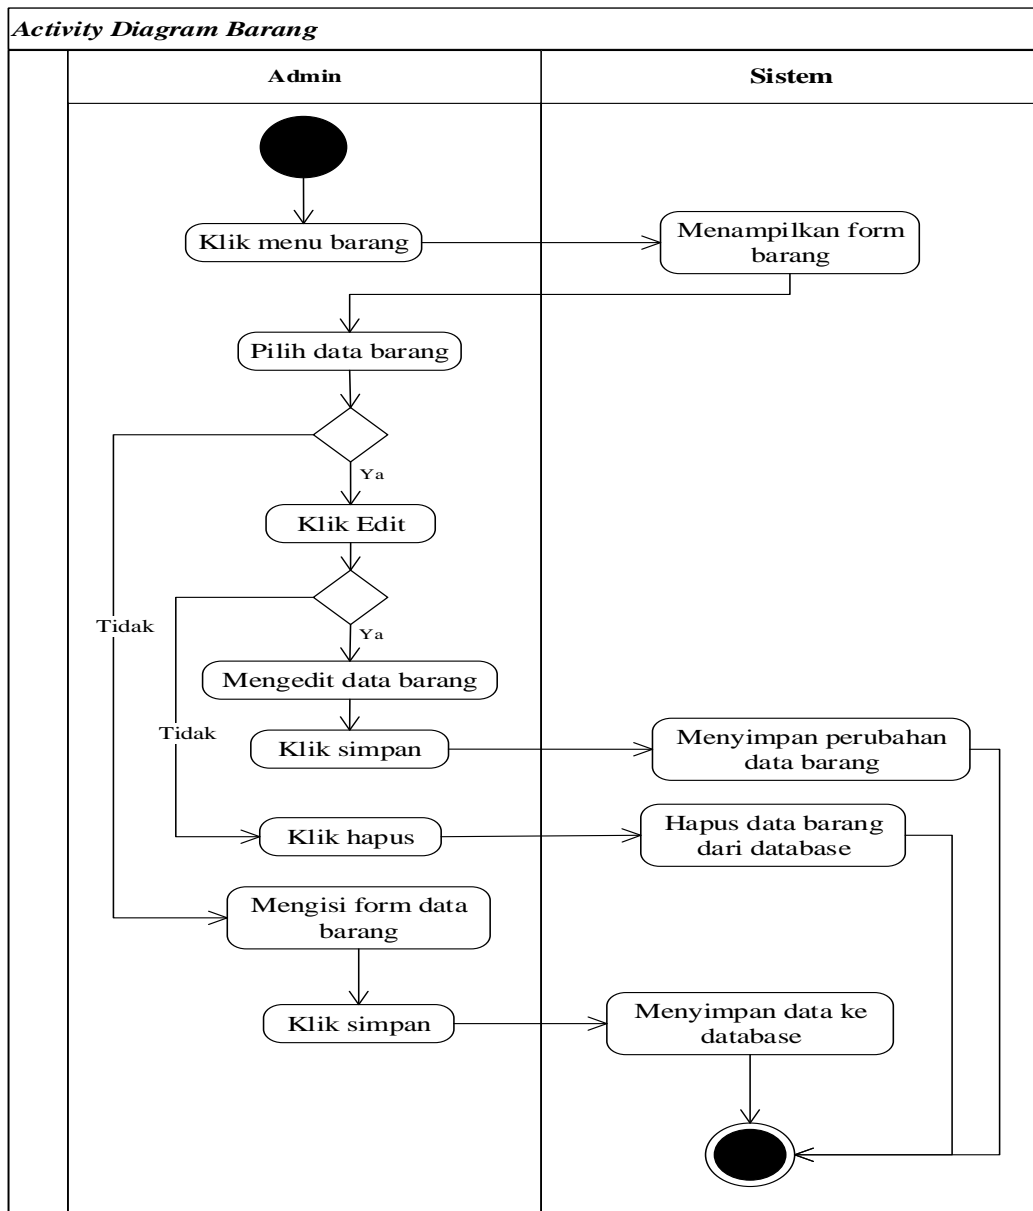 Activity Diagram Barang
Admin
Sistem
Klik menu barang
Menampilkan form
barang
Pilih data barang
Ya
Klik Edit
Tidak
Ya
Mengedit data barang
Tidak
Klik simpan
Menyimpan perubahan
data barang
Klik hapus
Hapus data barang
dari database
Mengisi form data
barang
Klik simpan
Menyimpan data ke
database